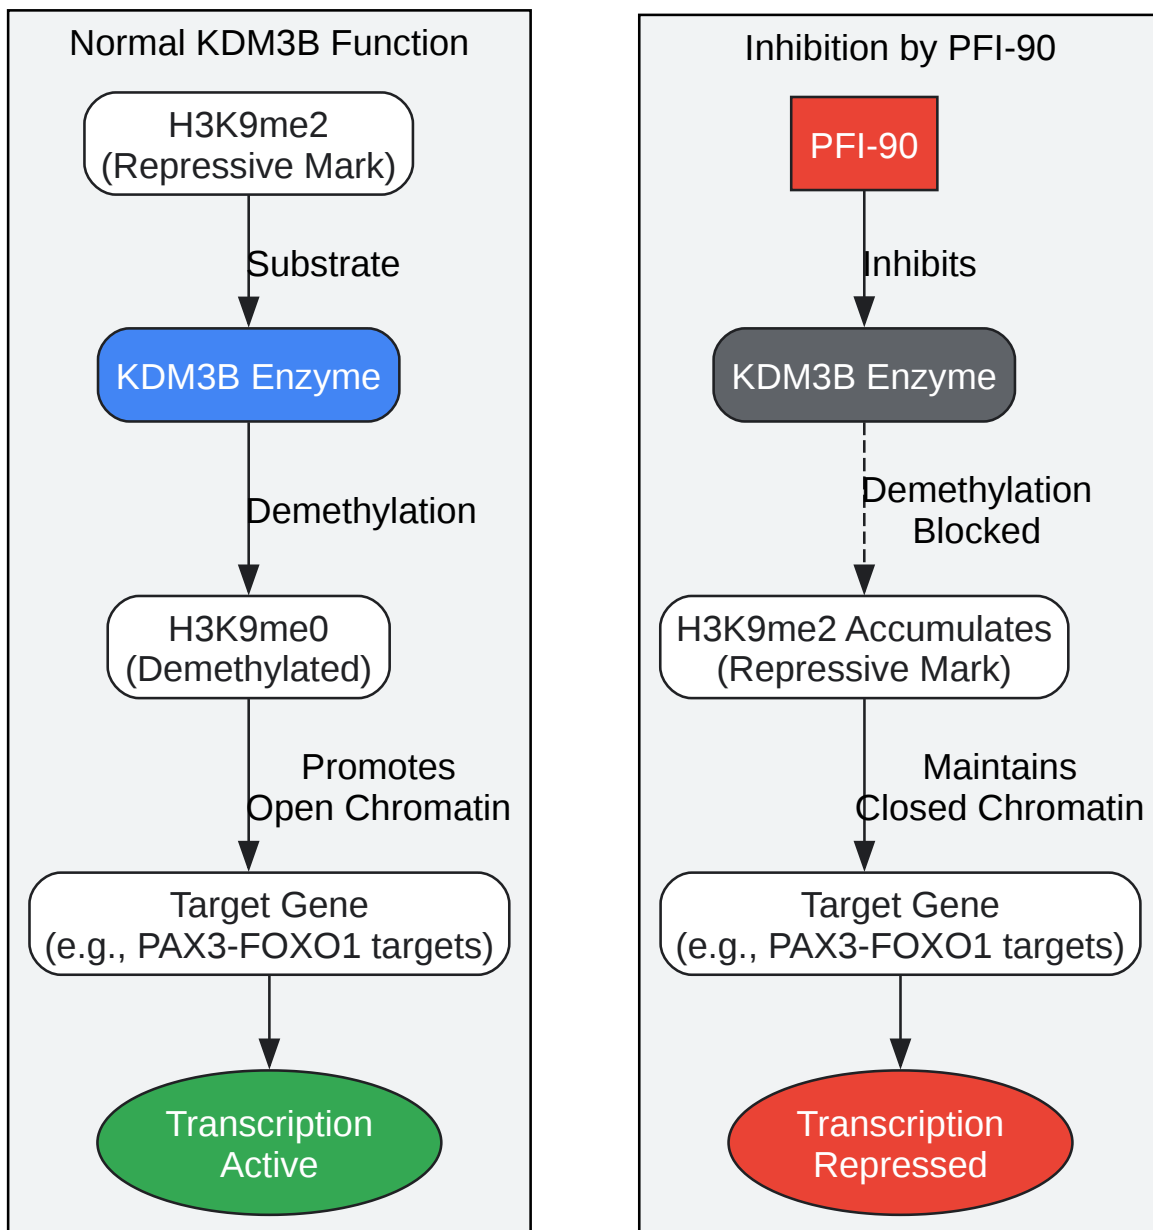 Normal KDM3B Function
H3K9me2
(Repressive Mark)
Substrate
KDM3B Enzyme
Demethylation
H3K9me0
(Demethylated)
Promotes
Open Chromatin
Target Gene
(e.g., PAX3-FOXO1 targets)
Transcription
Active
Inhibition by PFI-90
PFI-90
Inhibits
KDM3B Enzyme
Demethylation
Blocked
H3K9me2 Accumulates
(Repressive Mark)
Maintains
Closed Chromatin
Target Gene
(e.g., PAX3-FOXO1 targets)
Transcription
Repressed